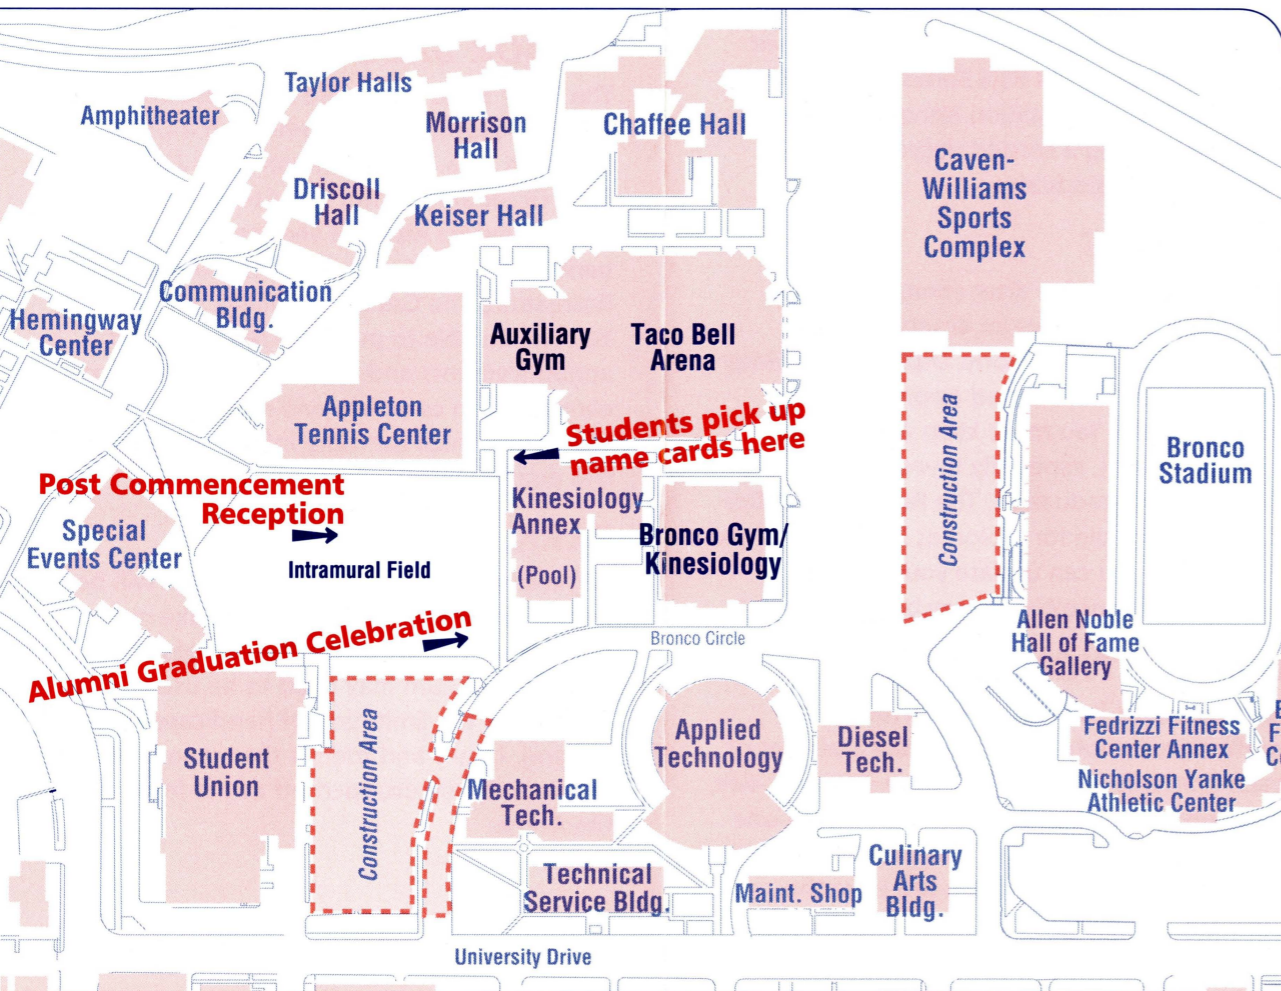 Taylor Halls
Amphitheater
Morrison
Hall
Chaffee Hall
Caven-
Williams
Sports
Complex
Driscoll
Hall
Keiser Hall
Communication
Bldg.
Hemingway
Center
Auxiliary
Gym
Taco Bell
Arena
Appleton
Tennis Center
Students pick up
name cards here
Construction Area
Bronco
Stadium
Post Commencement
Reception
Special
Events Center
Intramural Field
Kinesiology
Annex
(Pool)
Bronco Gym/
Kinesiology
Bronco Circle
Allen Noble
Hall of Fame
Gallery
Alumni Graduation Celebration
Student
Union
Construction Area
Applied
Technology
Diesel
Tech.
Fedrizzi Fitness
Center Annex
Nicholson Yanke
Athletic Center
Mechanical
Tech.
Technical
Service Bldg.
Maint. Shop
Culinary
Arts
Bldg.
University Drive